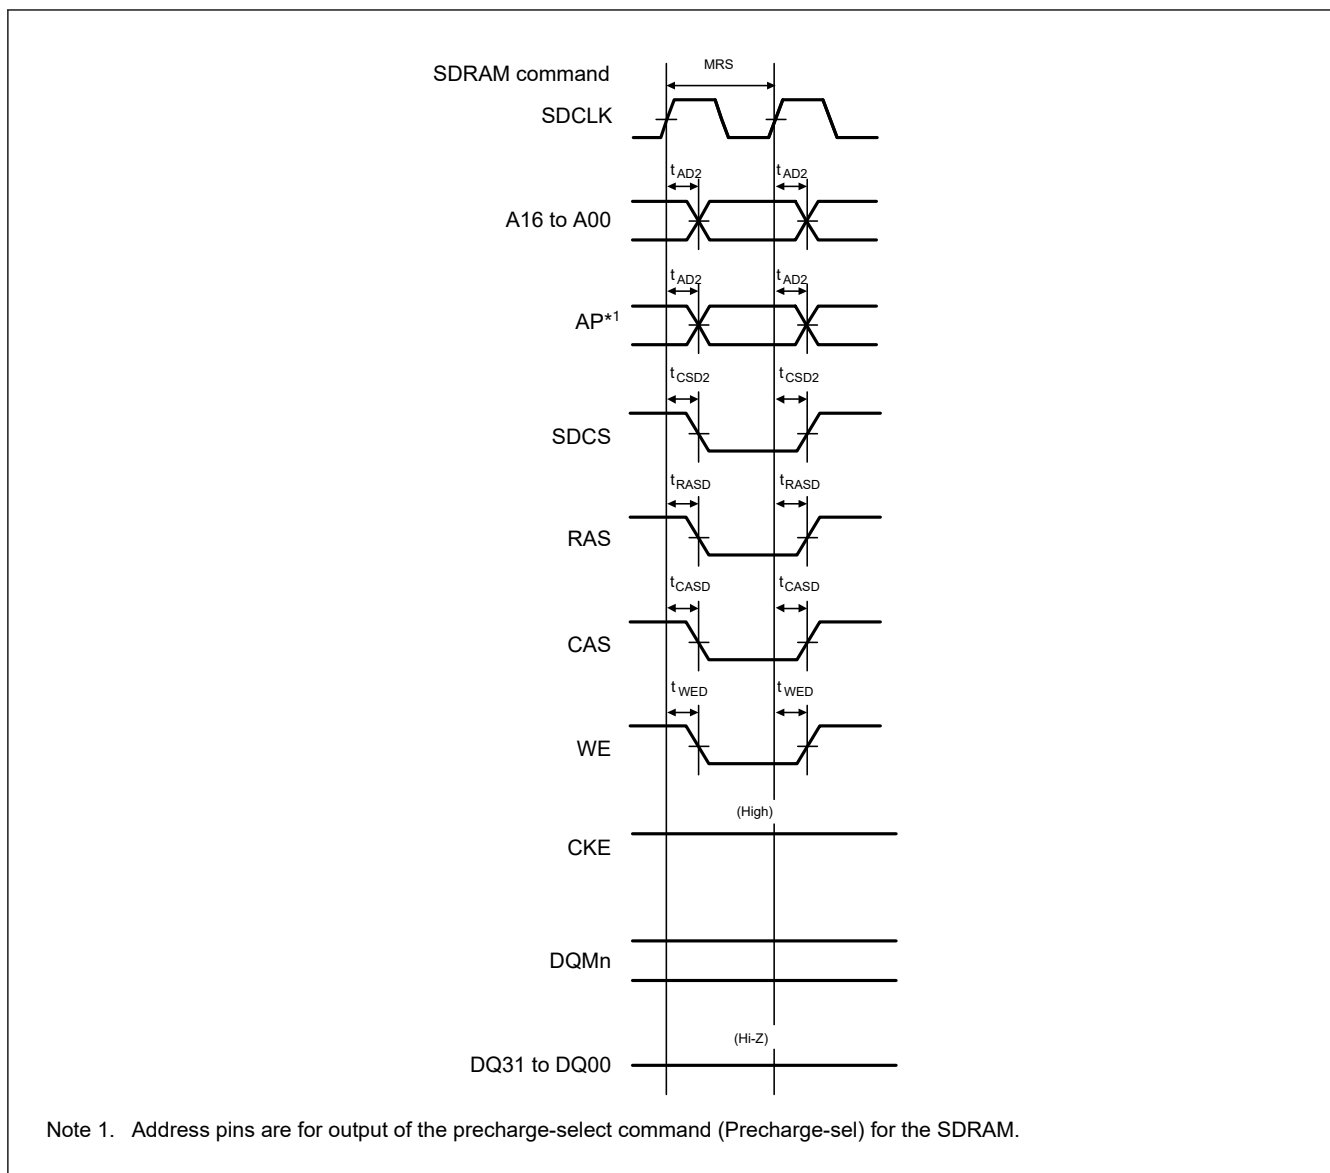 SDRAM command MRS
SDCLK
tAD2 tAD2
A16 to A00
tAD2 tAD2
AP*1
tCSD2 tCSD2
SDCS
tRASD tRASD
RAS
tCASD tCASD
CAS
tWED tWED
WE
(High)
CKE
DQMn
(Hi-Z)
DQ31 to DQ00
Note 1. Address pins are for output of the precharge-select command (Precharge-sel) for the SDRAM.